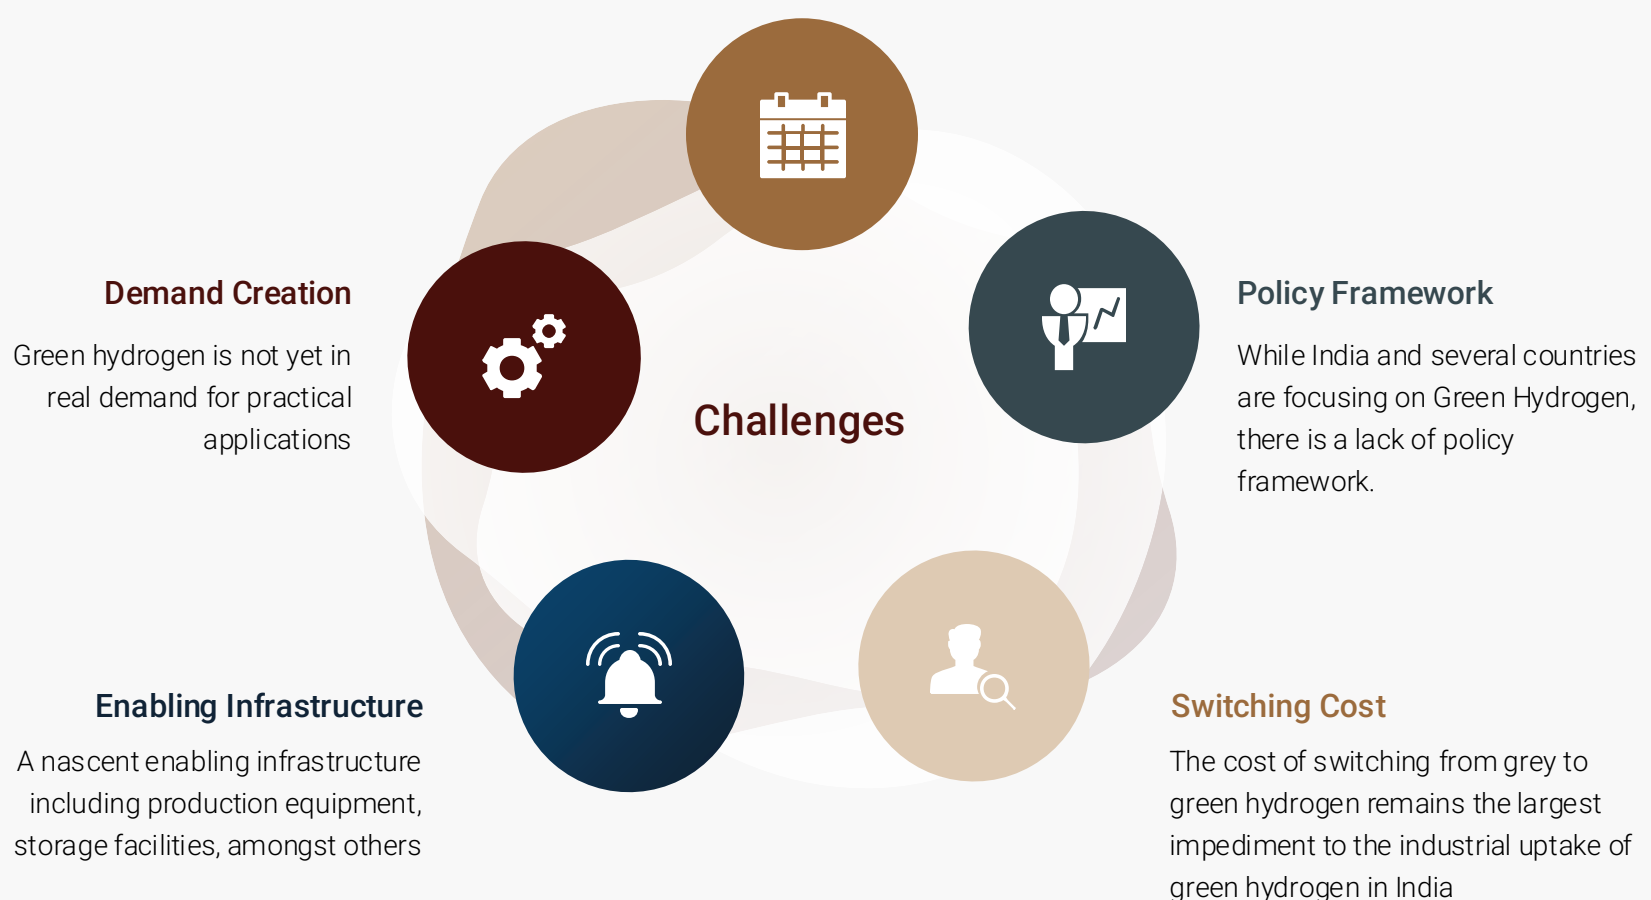 Challenges
Demand Creation
Green hydrogen is not yet in
real demand for practical
applications
Policy Framework
While India and several countries
are focusing on Green Hydrogen,
there is a lack of policy
framework.
Enabling Infrastructure
A nascent enabling infrastructure
including production equipment,
storage facilities, amongst others
Switching Cost
The cost of switching from grey to
green hydrogen remains the largest
impediment to the industrial uptake of
green hydrogen in India